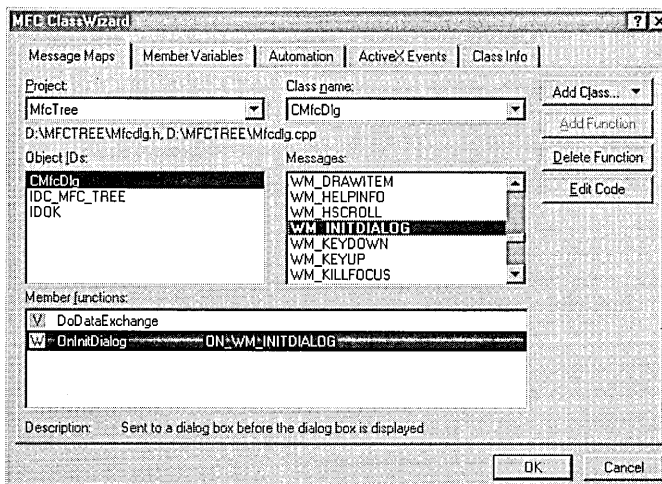 MFC ClassWizard
Message Maps Member Variables Automation ActiveX Events Class Info
Project: Class name:
MfcTree CMfcDlg
Add Class...
D:\MFCTREE\Mfcdlg.h, D:\MFCTREE\Mfcdlg.cpp
Add Function
Object IDs: Messages:
Delete Function
CMfcDlg
IDC_MFC_TREE
IDOK
WM_DRAWITEM
WM_HELPINFO
WM_HSCROLL
WM_INITDIALOG
WM_KEYDOWN
WM_KEYUP
WM_KILLFOCUS
Edit Code
Member functions:
V DoDataExchange
W OnInitDialog ON_WM_INITDIALOG
Description: Sent to a dialog box before the dialog box is displayed
OK Cancel